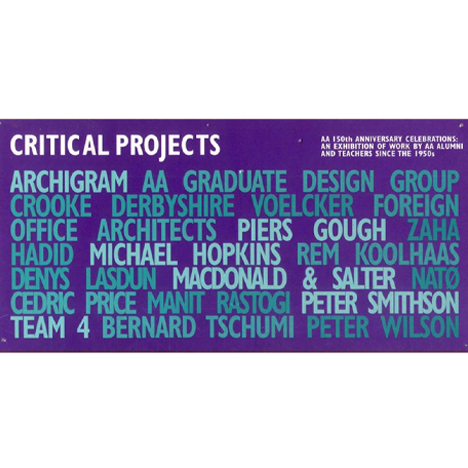 CRITICAL PROJECTS
AA 150th ANNIVERSARY CELEBRATIONS:
AN EXHIBITION OF WORK BY AA ALUMNI
AND TEACHERS SINCE THE 1950s
ARCHIGRAM AA GRADUATE DESIGN GROUP
CROOKE DERBYSHIRE VOELCKER FOREIGN
OFFICE ARCHITECTS PIERS GOUGH ZAHA
HADID MICHAEL HOPKINS REM KOOLHAAS
DENYS LASDUN MACDONALD & SALTER NATØ
CEDRIC PRICE MANIT RASTOGI PETER SMITHSON
TEAM 4 BERNARD TSCHUMI PETER WILSON